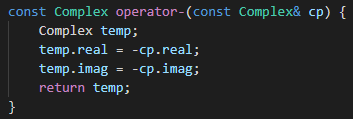 const Complex operator-(const Complex& cp) {
    Complex temp;
    temp.real = -cp.real;
    temp.imag = -cp.imag;
    return temp;
}